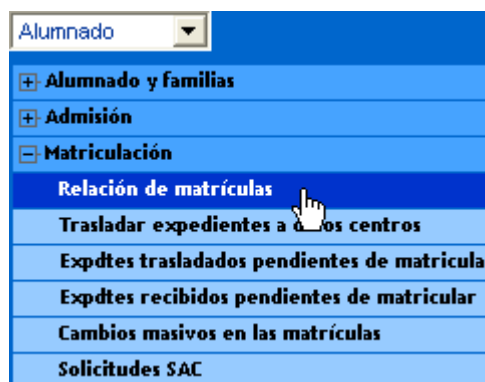 Alumnado
Alumnado y familias
Admisión
Matriculación
Relación de matrículas
Trasladar expedientes a otros centros
Expdtes trasladados pendientes de matricula
Expdtes recibidos pendientes de matricular
Cambios masivos en las matrículas
Solicitudes SAC